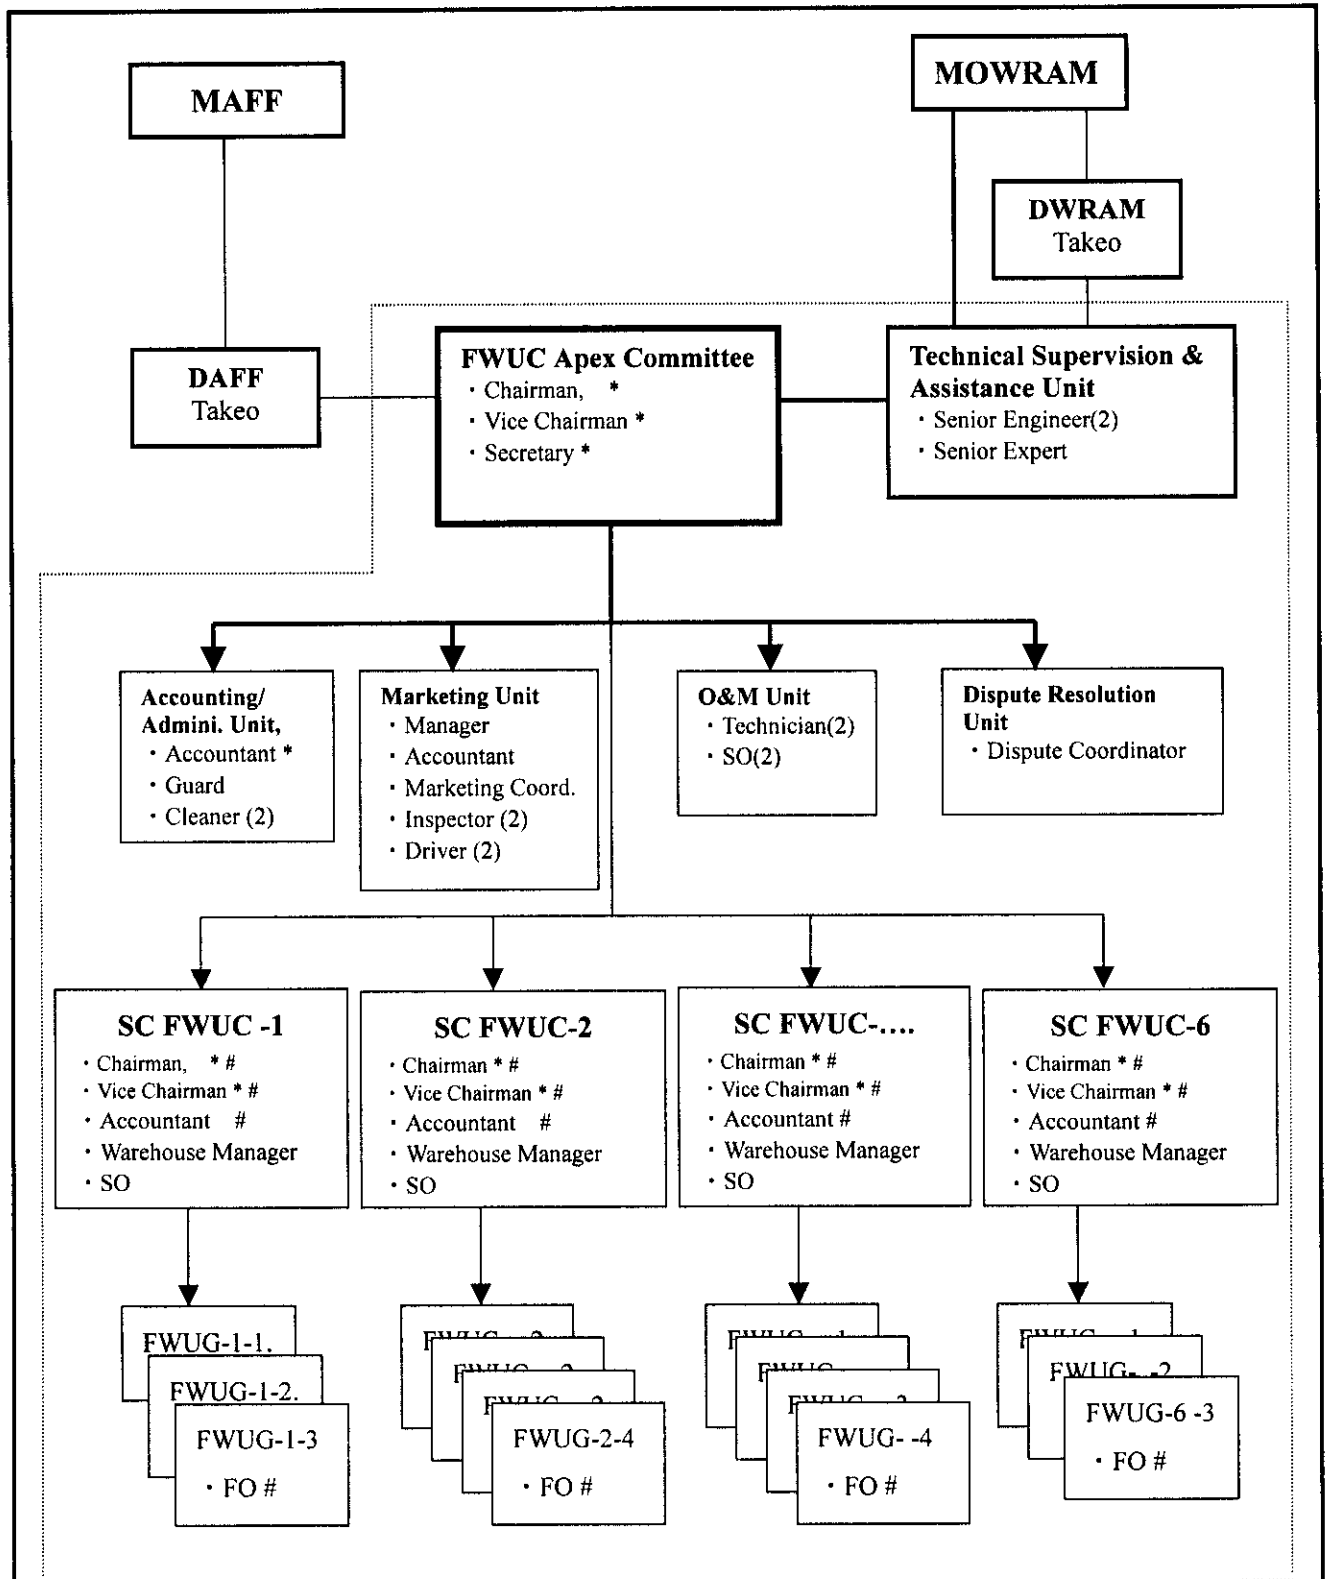 MAFF
MOWRAM
DWRAM
Takeo
DAFF
Takeo
FWUC Apex Committee
・Chairman, *
・Vice Chairman *
・Secretary *
Technical Supervision &
Assistance Unit
・Senior Engineer(2)
・Senior Expert
Accounting/
Admini. Unit,
・Accountant *
・Guard
・Cleaner (2)
Marketing Unit
・Manager
・Accountant
・Marketing Coord.
・Inspector (2)
・Driver (2)
O&M Unit
・Technician(2)
・SO(2)
Dispute Resolution
Unit
・Dispute Coordinator
SC FWUC -1
・Chairman, * #
・Vice Chairman * #
・Accountant #
・Warehouse Manager
・SO
SC FWUC-2
・Chairman * #
・Vice Chairman * #
・Accountant #
・Warehouse Manager
・SO
SC FWUC-....
・Chairman * #
・Vice Chairman * #
・Accountant #
・Warehouse Manager
・SO
SC FWUC-6
・Chairman * #
・Vice Chairman * #
・Accountant #
・Warehouse Manager
・SO
FWUG-1-1.
FWUG-1-2.
FWUG-1-3
・FO #
FWUG-2-4
・FO #
FWUG- -4
・FO #
FWUG- -2
FWUG-6 -3
・FO #